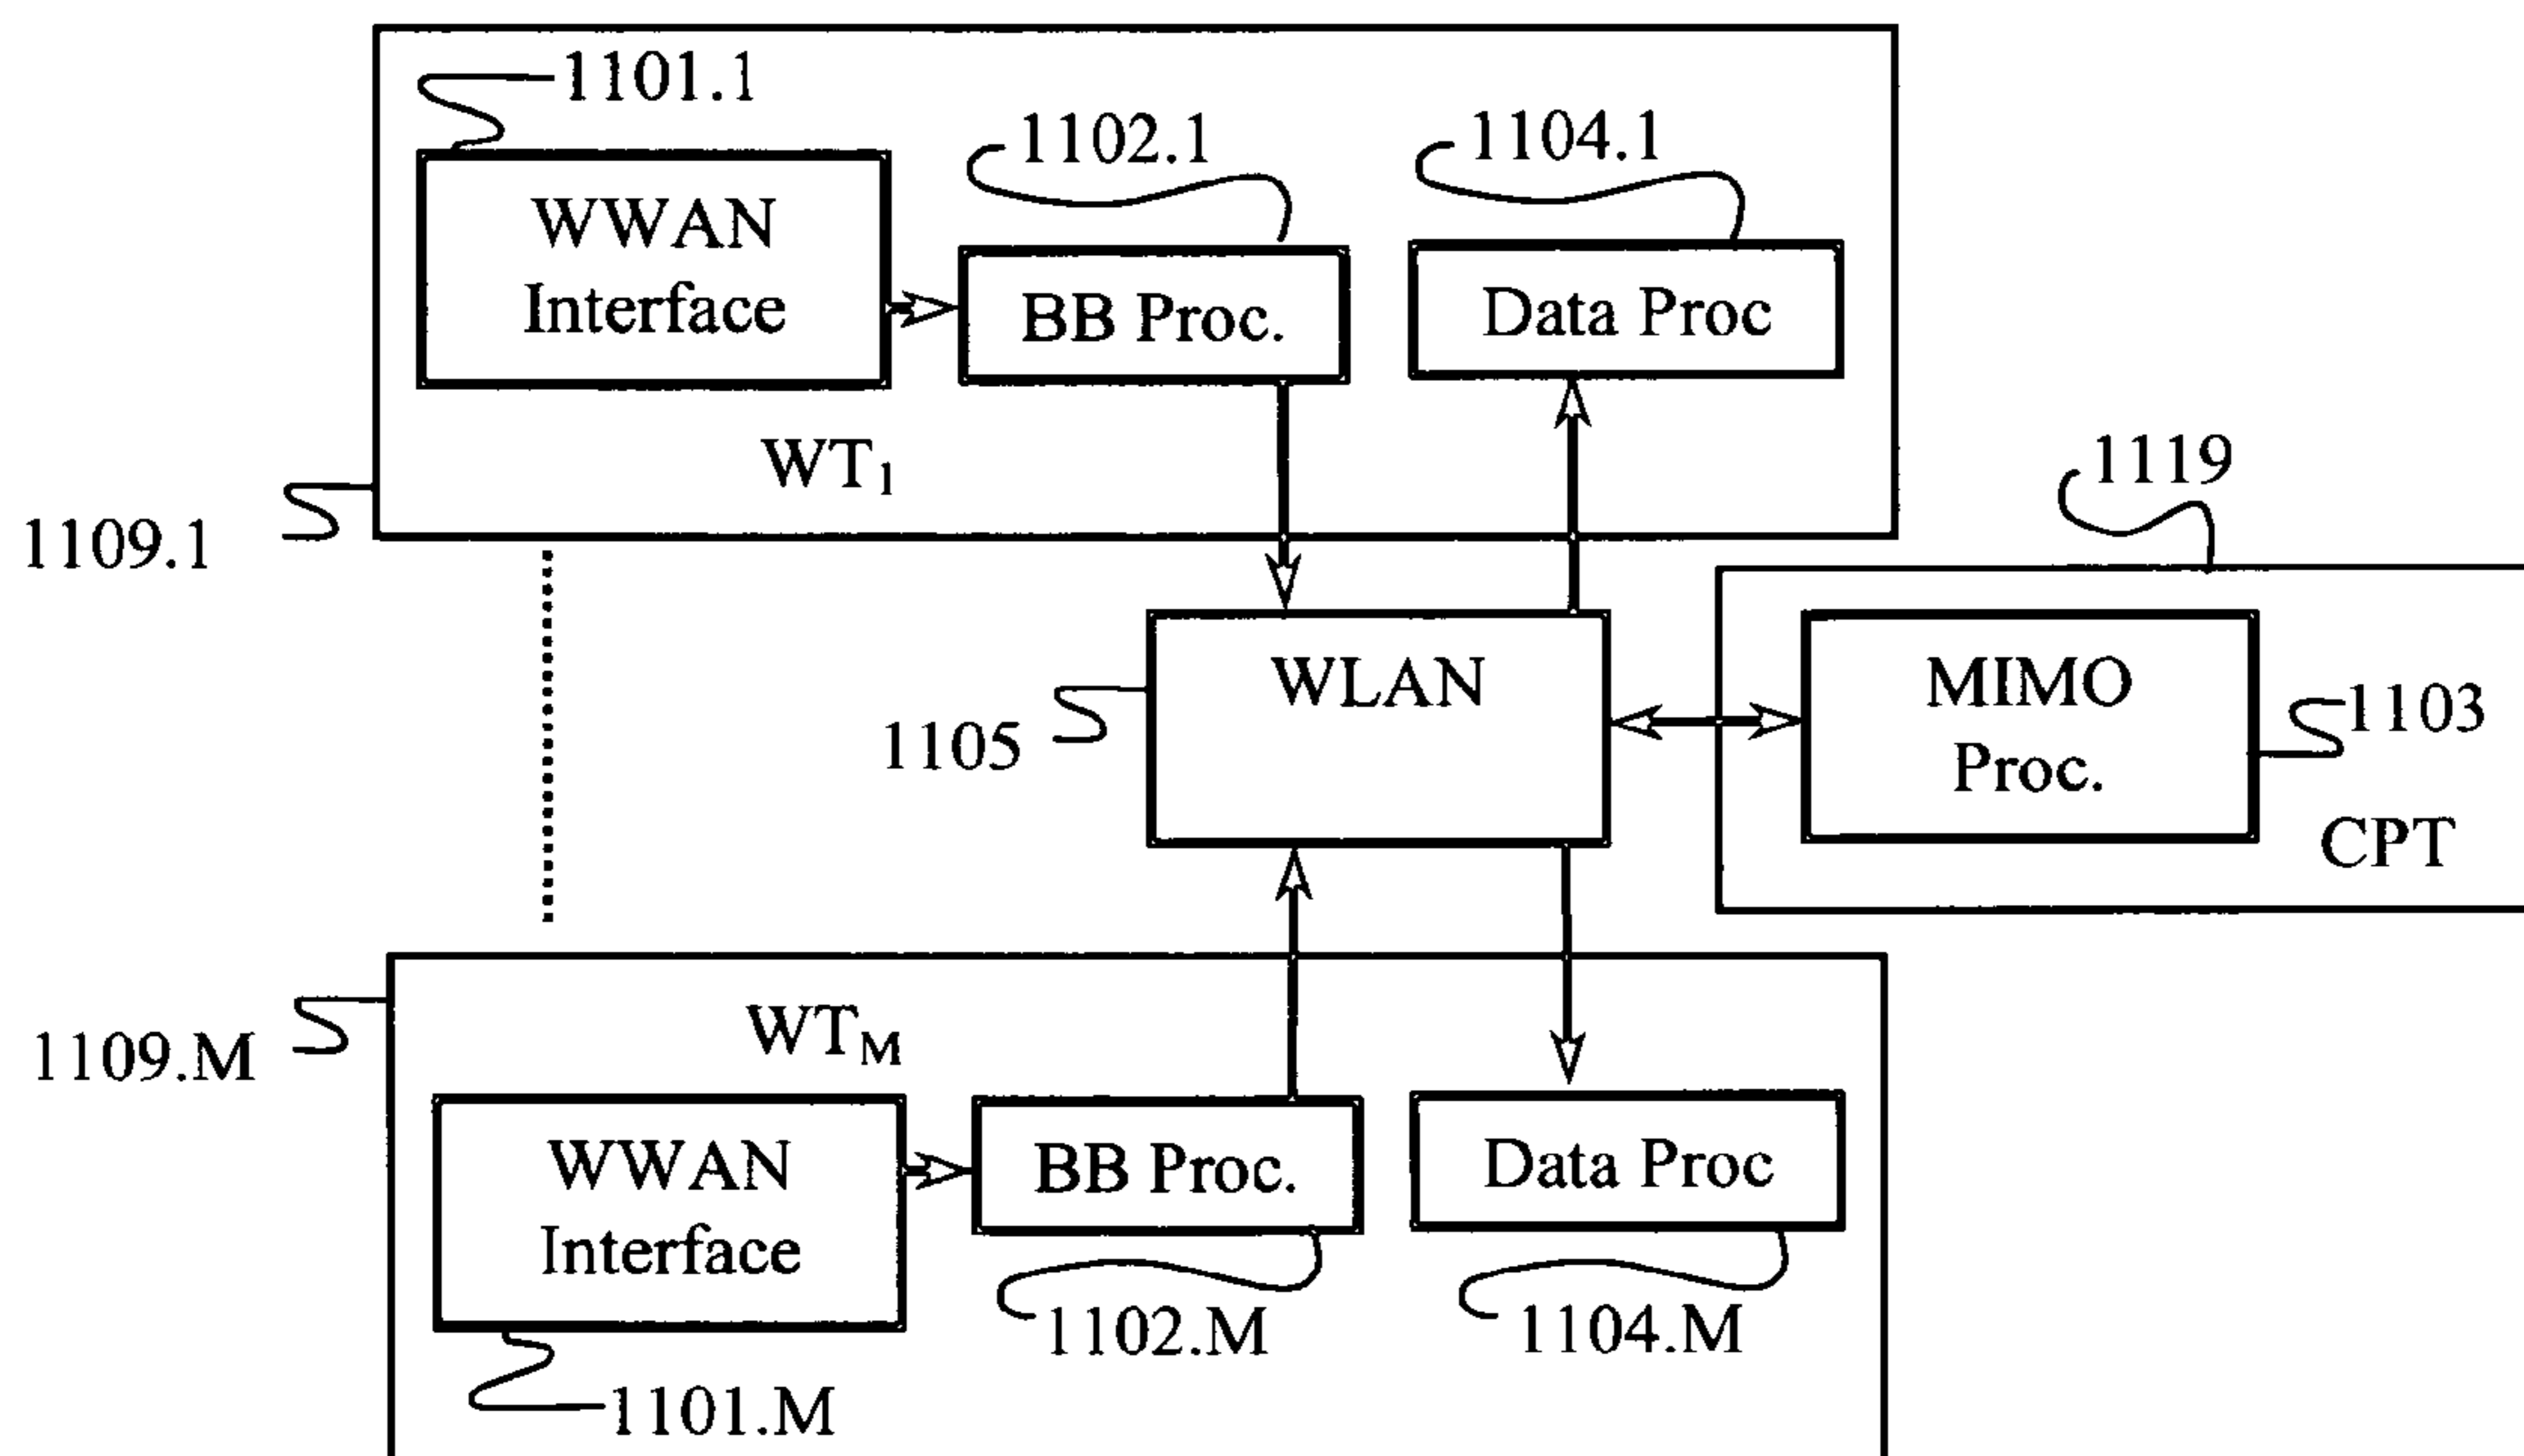 1101.1
1102.1
1104.1
WWAN
Interface
BB Proc.
Data Proc
WT1
1109.1
1119
WLAN
MIMO
Proc.
1103
1105
CPT
1109.M
WTM
WWAN
Interface
BB Proc.
Data Proc
1102.M
1104.M
1101.M